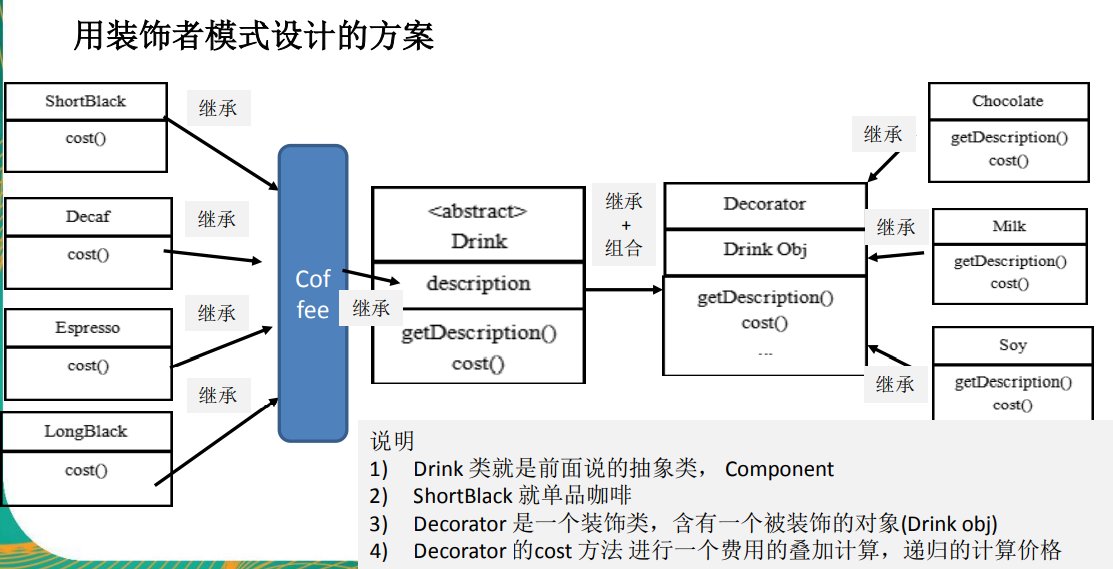 用装饰者模式设计的方案
ShortBlack
cost()
继承
Decaf
cost()
继承
Espresso
cost()
继承
LongBlack
cost()
继承
Cof
fee
继承
<abstract>
Drink
description
getDescription()
cost()
继承
+
组合
Decorator
Drink Obj
getDescription()
cost()
...
继承
Chocolate
getDescription()
cost()
继承
Milk
getDescription()
cost()
继承
Soy
getDescription()
cost()
说明
1) Drink 类就是前面说的抽象类， Component
2) ShortBlack 就单品咖啡
3) Decorator 是一个装饰类，含有一个被装饰的对象(Drink obj)
4) Decorator 的cost 方法 进行一个费用的叠加计算，递归的计算价格